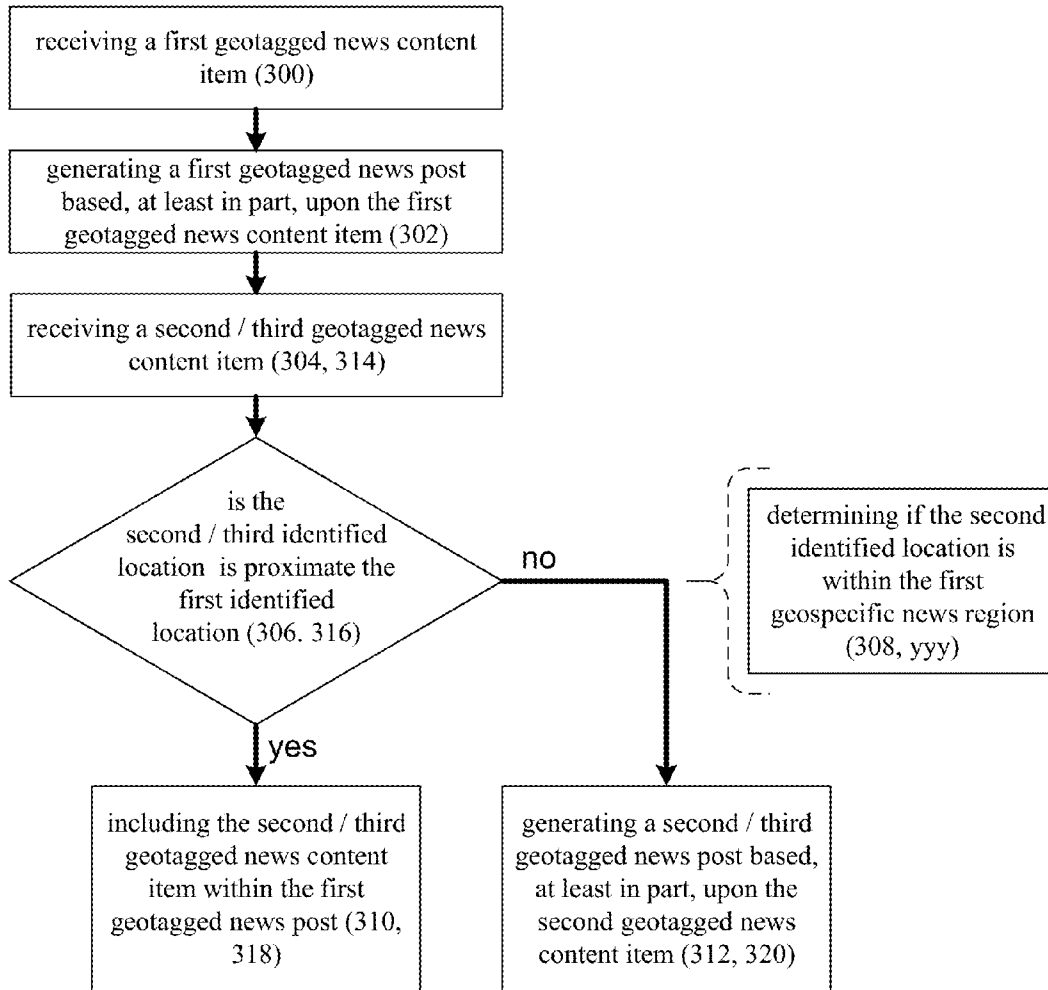 receiving a first geotagged news content
item (300)
generating a first geotagged news post
based, at least in part, upon the first
geotagged news content item (302)
receiving a second / third geotagged news
content item (304, 314)
is the
second / third identified
location is proximate the
first identified
location (306. 316)
no
determining if the second
identified location is
within the first
geospecific news region
(308, yyy)
yes
including the second / third
geotagged news content
item within the first
geotagged news post (310,
318)
generating a second / third
geotagged news post based,
at least in part, upon the
second geotagged news
content item (312, 320)